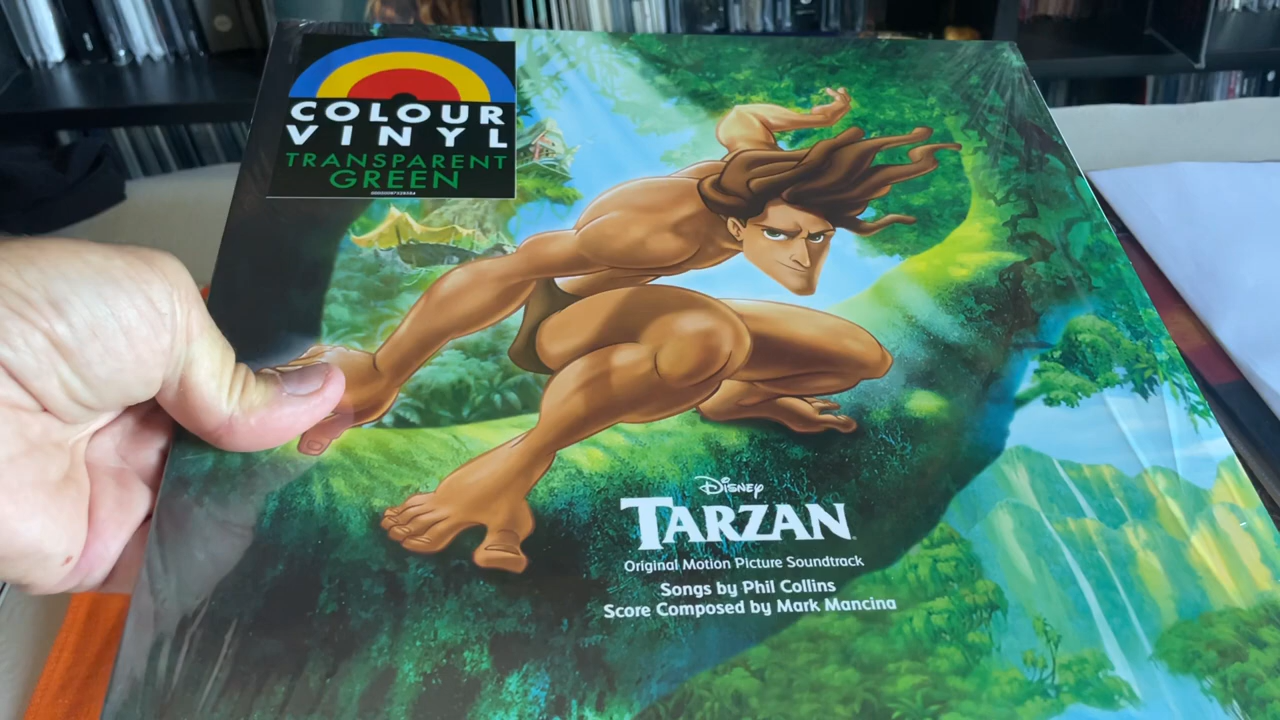 COLOUR
VINYL
TRANSPARENT
GREEN
Disney
TARZAN
Original Motion Picture Soundtrack
Songs by Phil Collins
Score Composed by Mark Mancina